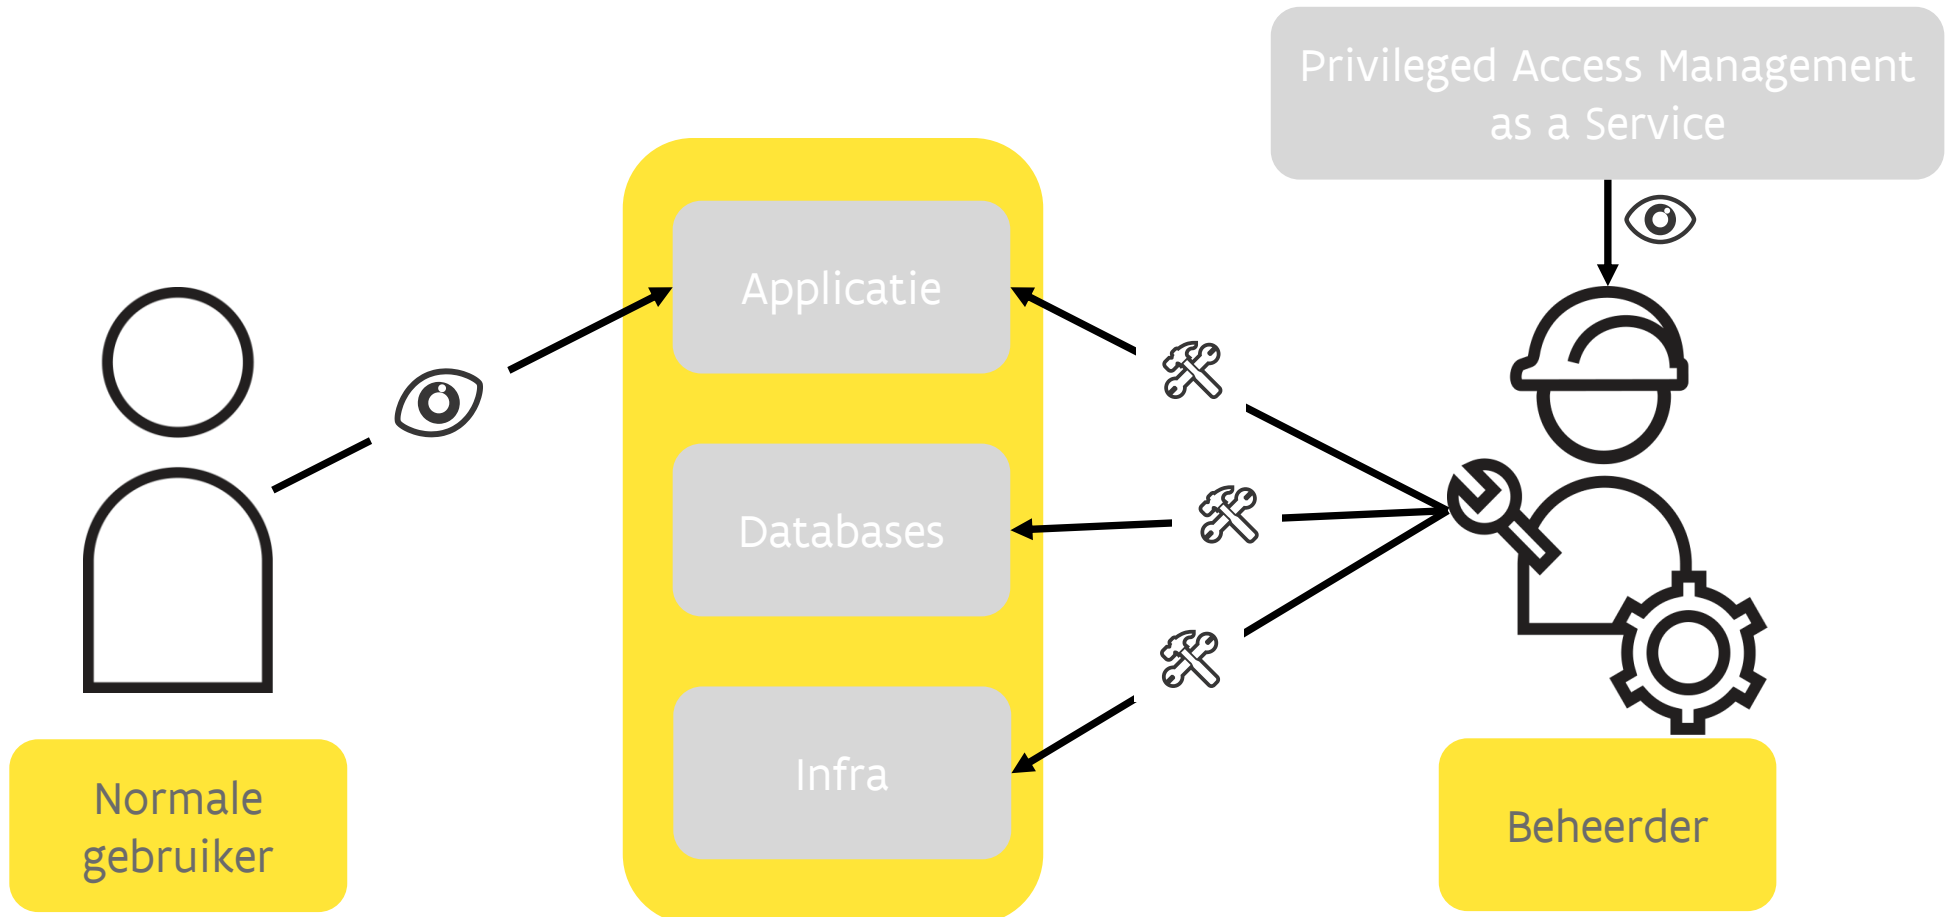 Privileged Access Management
as a Service
Applicatie
Databases
Infra
Normale
gebruiker
Beheerder